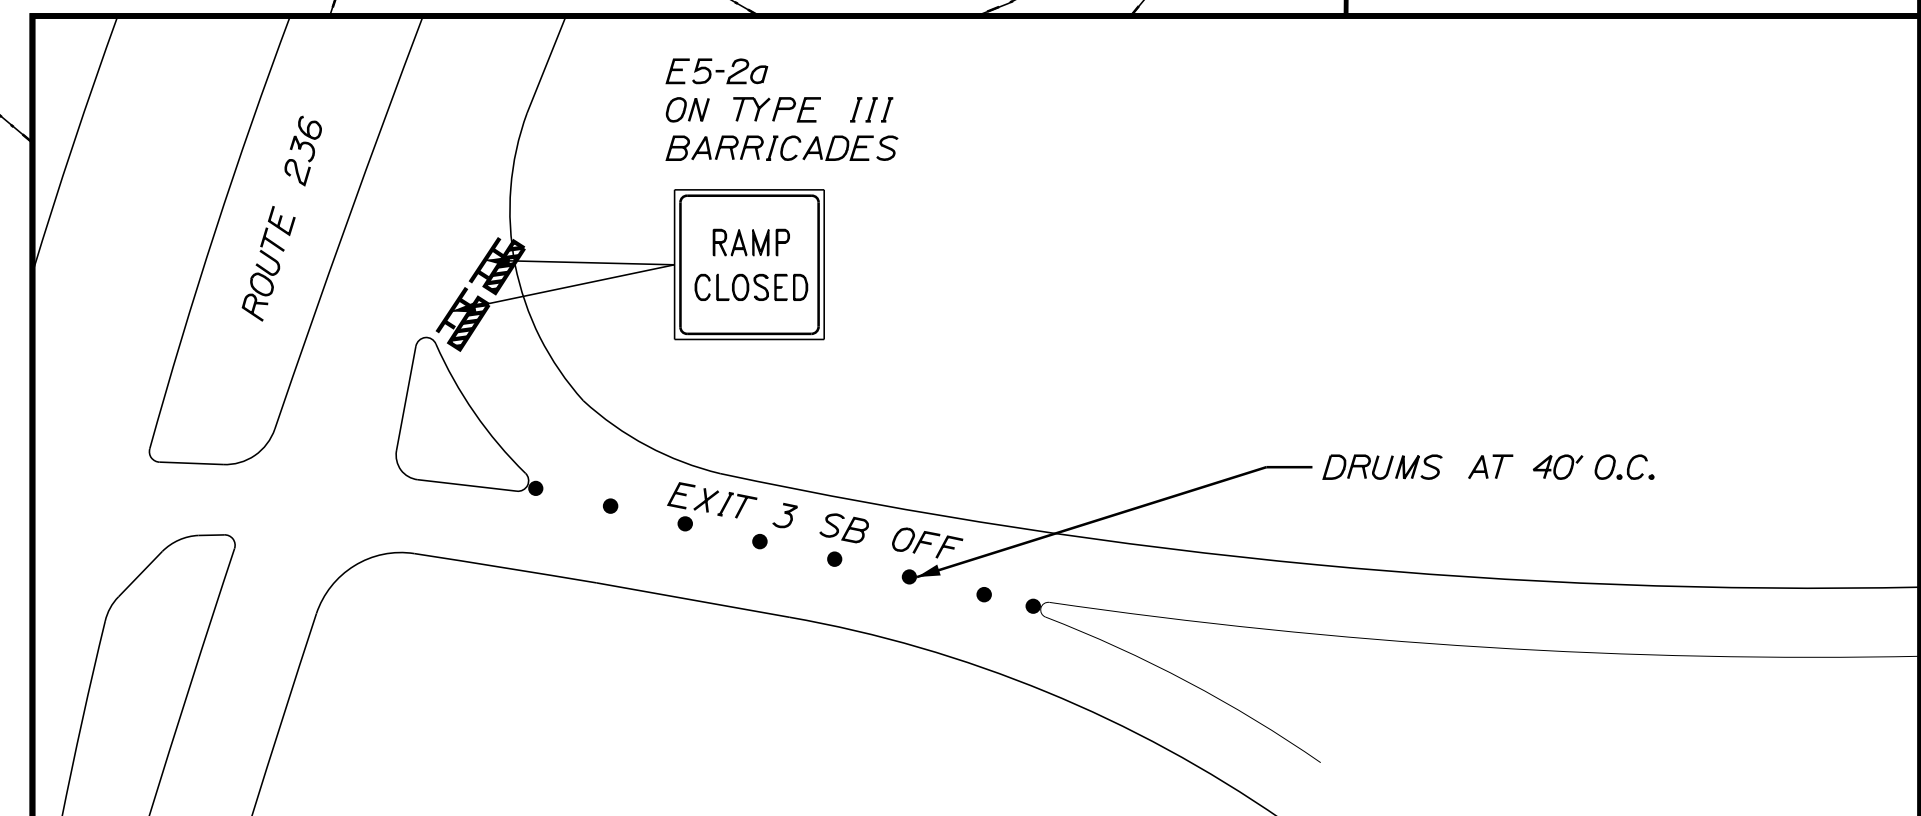 E5-2a
ON TYPE III
BARRICADES
ROUTE 236
RAMP
CLOSED
DRUMS AT 40' O.C.
EXIT 3 SB OFF